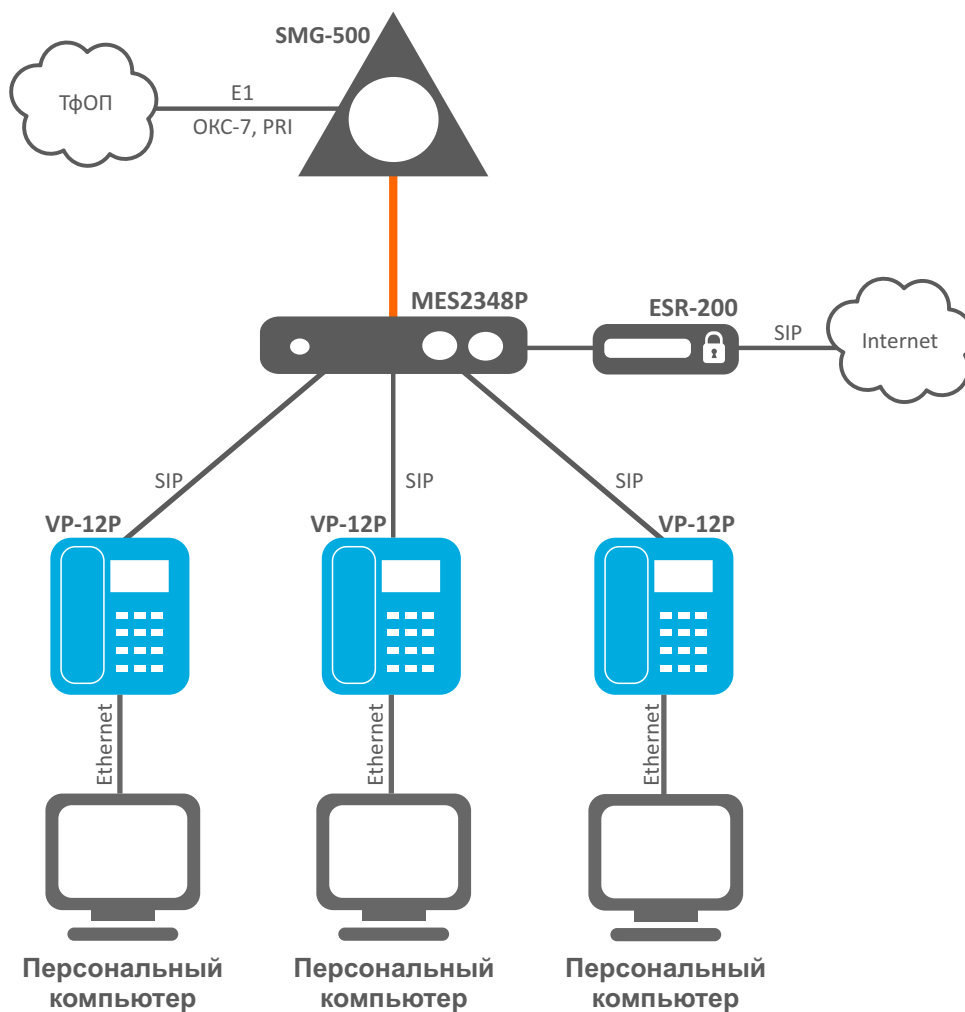 SMG-500
ТфОП
E1
ОКС-7, PRI
MES2348P
ESR-200
SIP
Internet
SIP
SIP
SIP
VP-12P
VP-12P
VP-12P
Ethernet
Ethernet
Ethernet
Персональный
компьютер
Персональный
компьютер
Персональный
компьютер